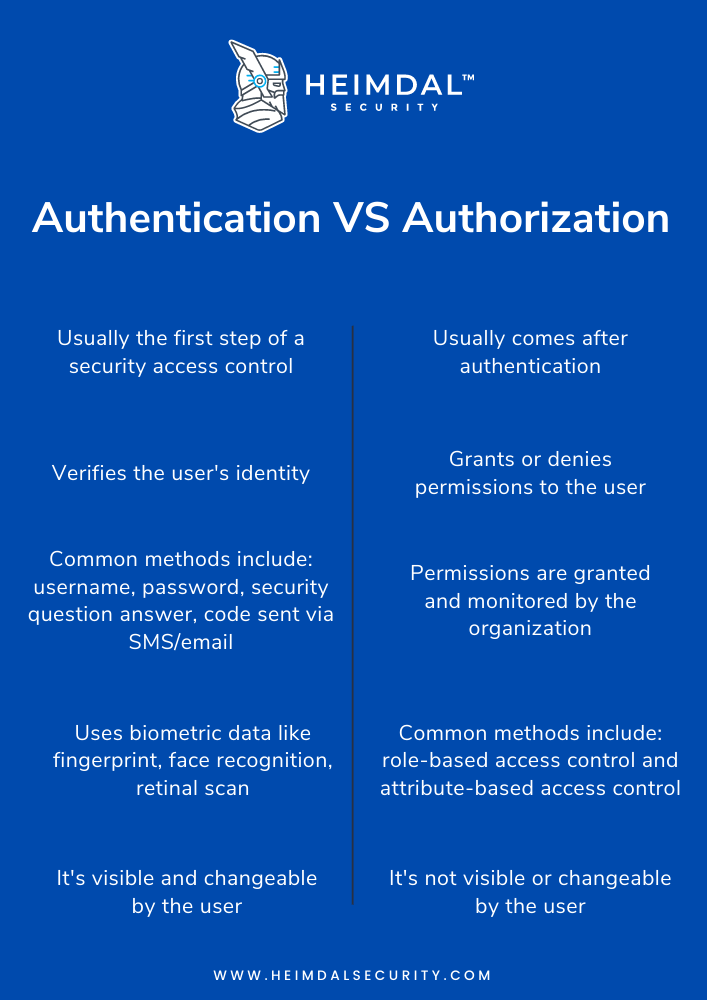 HEIMDAL™
SECURITY
Authentication VS Authorization
Usually the first step of a
security access control
Verifies the user's identity
Common methods include:
username, password, security
question answer, code sent via
SMS/email
Uses biometric data like
fingerprint, face recognition,
retinal scan
It's visible and changeable
by the user
Usually comes after
authentication
Grants or denies
permissions to the user
Permissions are granted
and monitored by the
organization
Common methods include:
role-based access control and
attribute-based access control
It's not visible or changeable
by the user
WWW.HEIMDALSECURITY.COM